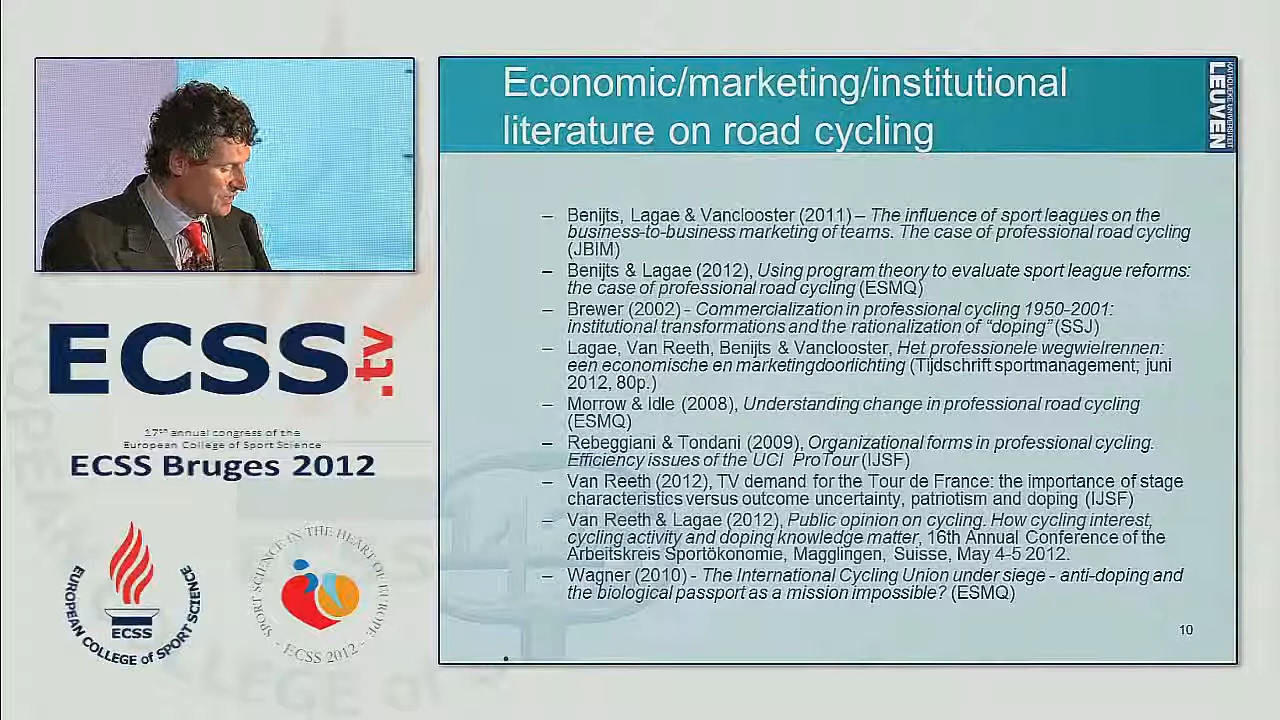 Economic/marketing/institutional
literature on road cycling
KATHOLIEKE UNIVERSITEIT
LEUVEN
– Benijts, Lagae & Vanclooster (2011) – The influence of sport leagues on the
business-to-business marketing of teams. The case of professional road cycling
(JBIM)
– Benijts & Lagae (2012), Using program theory to evaluate sport league reforms:
the case of professional road cycling (ESMQ)
– Brewer (2002) - Commercialization in professional cycling 1950-2001:
institutional transformations and the rationalization of “doping” (SSJ)
– Lagae, Van Reeth, Benijts & Vanclooster, Het professionele wegwielrennen:
een economische en marketingdoorlichting (Tijdschrift sportmanagement; juni
2012, 80p.)
– Morrow & Idle (2008), Understanding change in professional road cycling
(ESMQ)
– Rebeggiani & Tondani (2009), Organizational forms in professional cycling.
Efficiency issues of the UCI ProTour (IJSF)
– Van Reeth (2012), TV demand for the Tour de France: the importance of stage
characteristics versus outcome uncertainty, patriotism and doping (IJSF)
– Van Reeth & Lagae (2012), Public opinion on cycling. How cycling interest,
cycling activity and doping knowledge matter, 16th Annual Conference of the
Arbeitskreis Sportökonomie, Magglingen, Suisse, May 4-5 2012.
– Wagner (2010) - The International Cycling Union under siege - anti-doping and
the biological passport as a mission impossible? (ESMQ)
10
ECSS.tv
17th annual congress of the
European College of Sport Science
ECSS Bruges 2012
EUROPEAN COLLEGE of SPORT SCIENCE
ECSS
SPORT SCIENCE IN THE HEART OF EUROPE
- ECSS 2012 -